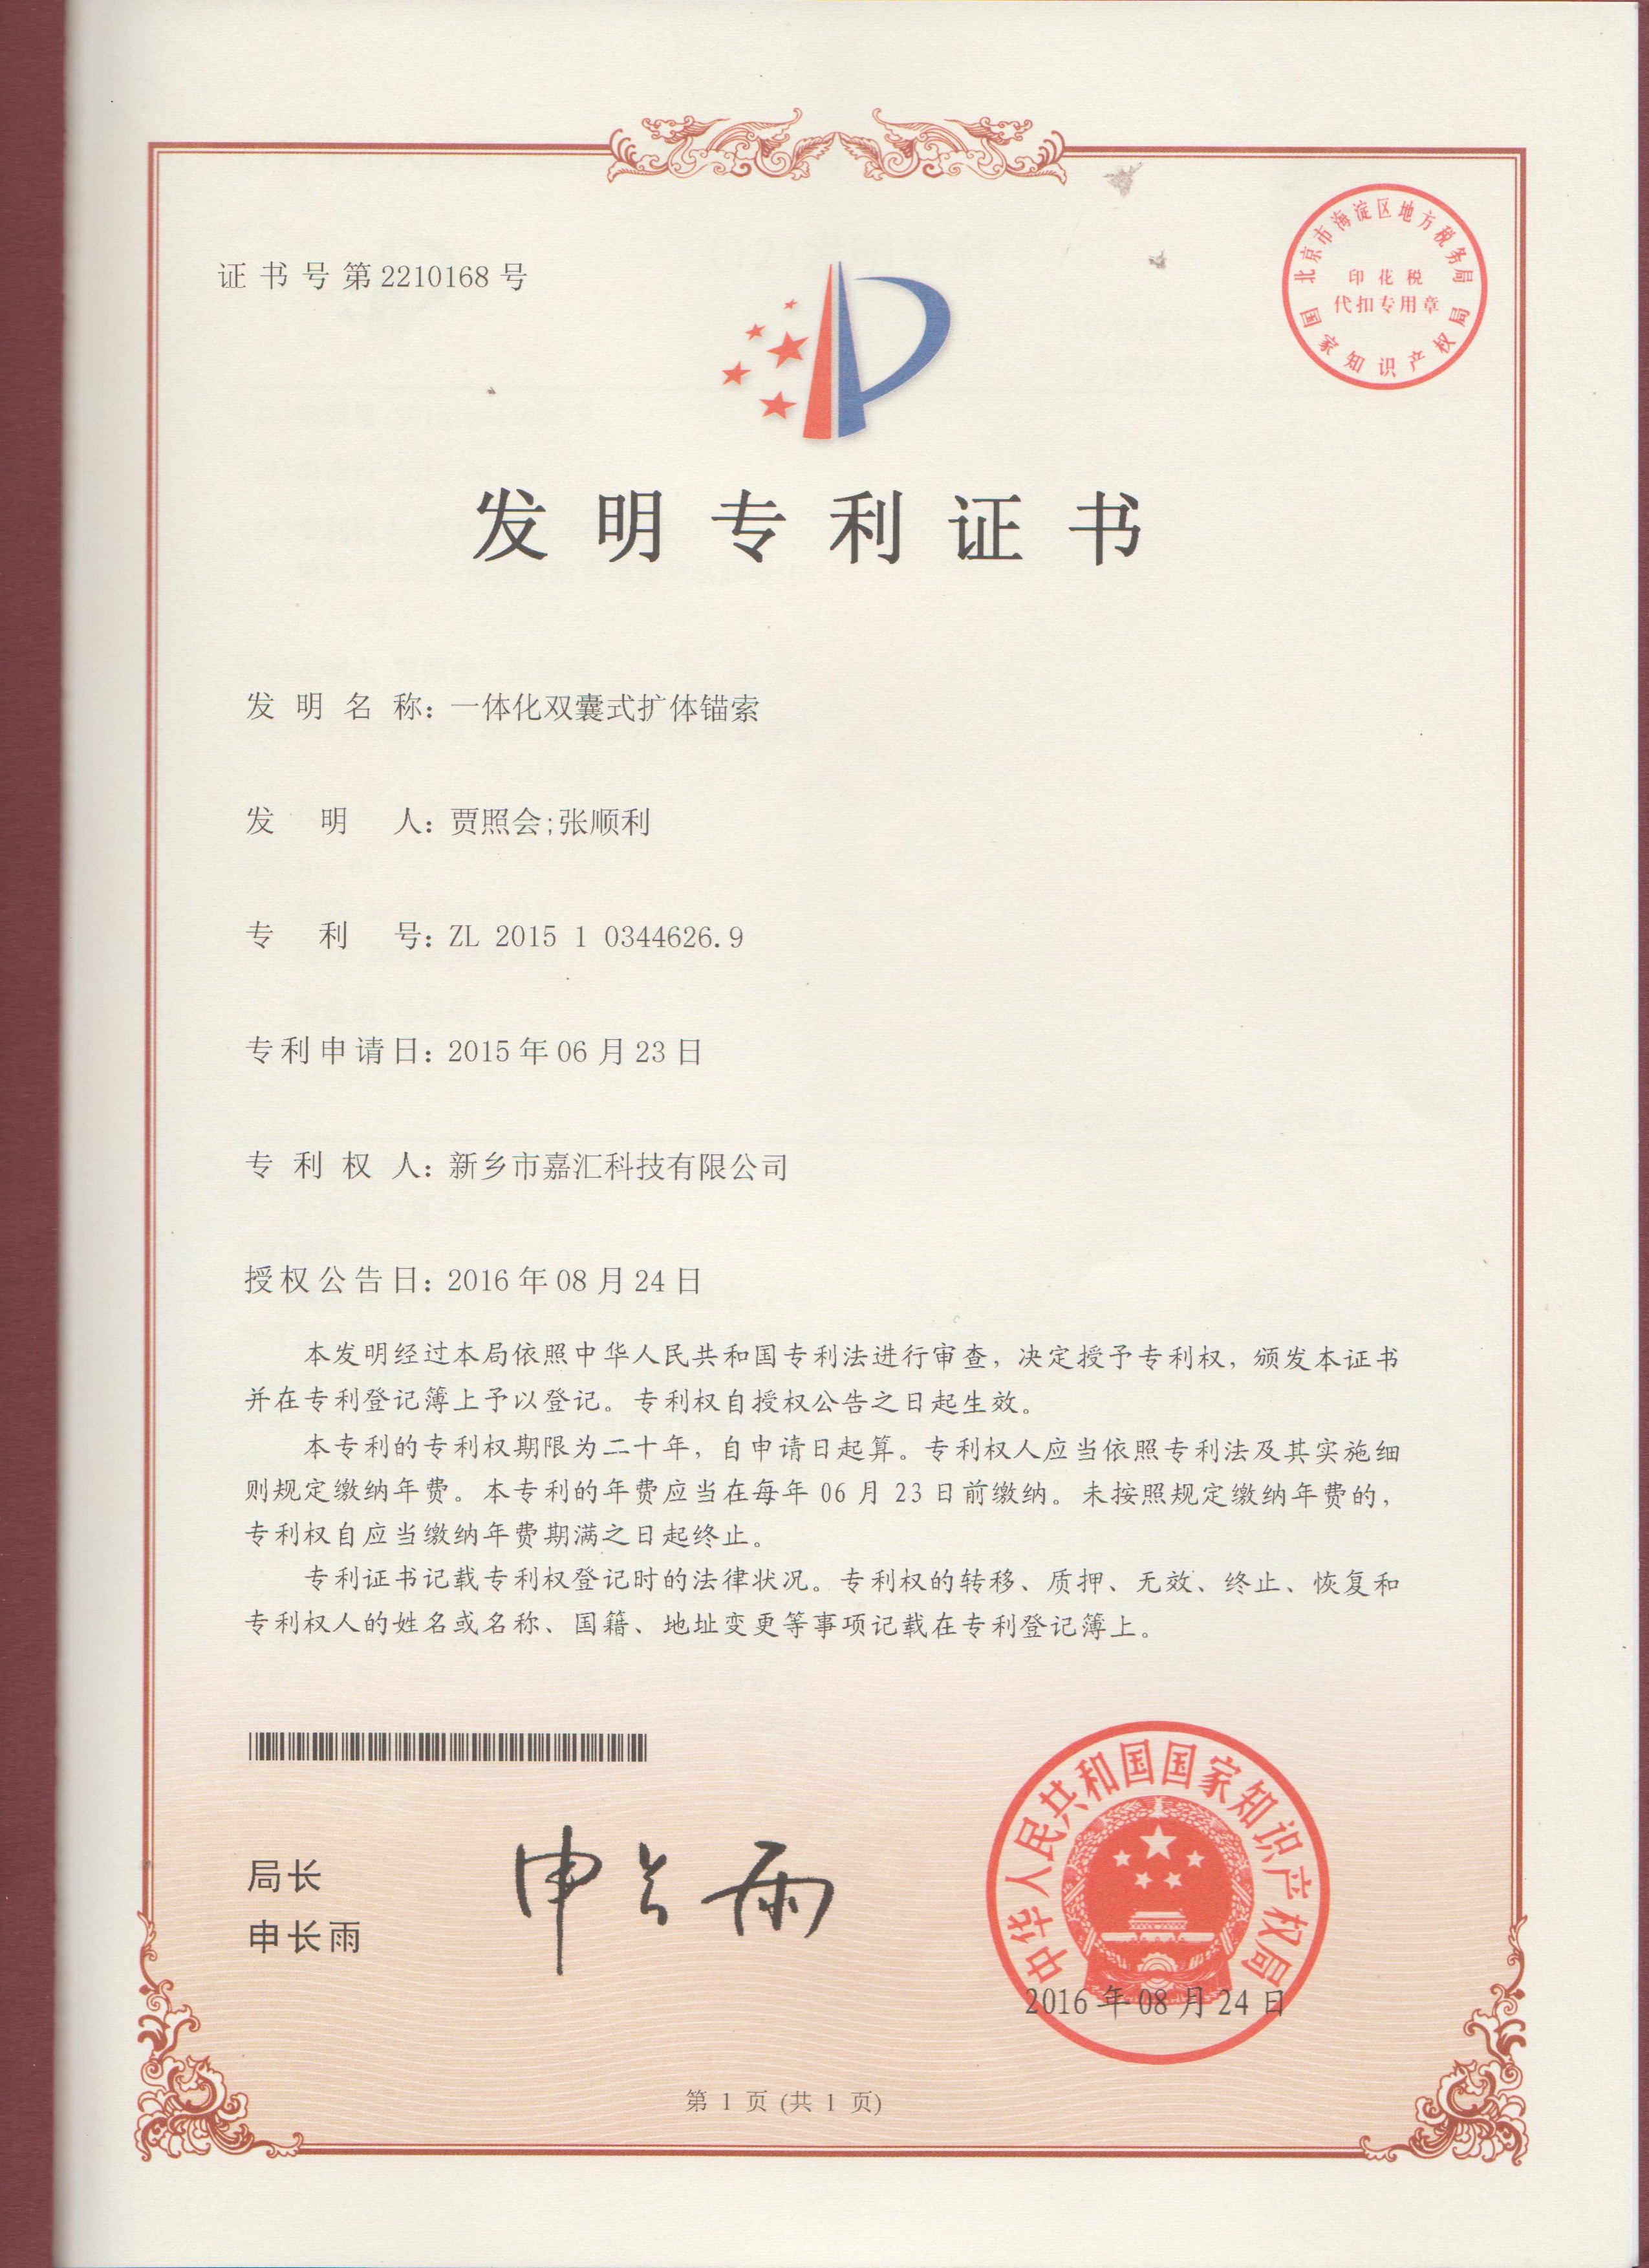 证书号第2210168号
北京市海淀区地方税务局
印花税
代扣专用章
国家知识产权局
发明专利证书
发明名称：一体化双囊式扩体锚索
发明人：贾照会;张顺利
专利号：ZL 2015 1 0344626.9
专利申请日：2015年06月23日
专利权人：新乡市嘉汇科技有限公司
授权公告日：2016年08月24日
本发明经过本局依照中华人民共和国专利法进行审查，决定授予专利权，颁发本证书
并在专利登记簿上予以登记。专利权自授权公告之日起生效。
本专利的专利权期限为二十年，自申请日起算。专利权人应当依照专利法及其实施细
则规定缴纳年费。本专利的年费应当在每年06月23日前缴纳。未按照规定缴纳年费的，
专利权自应当缴纳年费期满之日起终止。
专利证书记载专利权登记时的法律状况。专利权的转移、质押、无效、终止、恢复和
专利权人的姓名或名称、国籍、地址变更等事项记载在专利登记簿上。
局长
申长雨
申长雨
中华人民共和国国家知识产权局
2016年08月24日
第 1 页 (共 1 页)